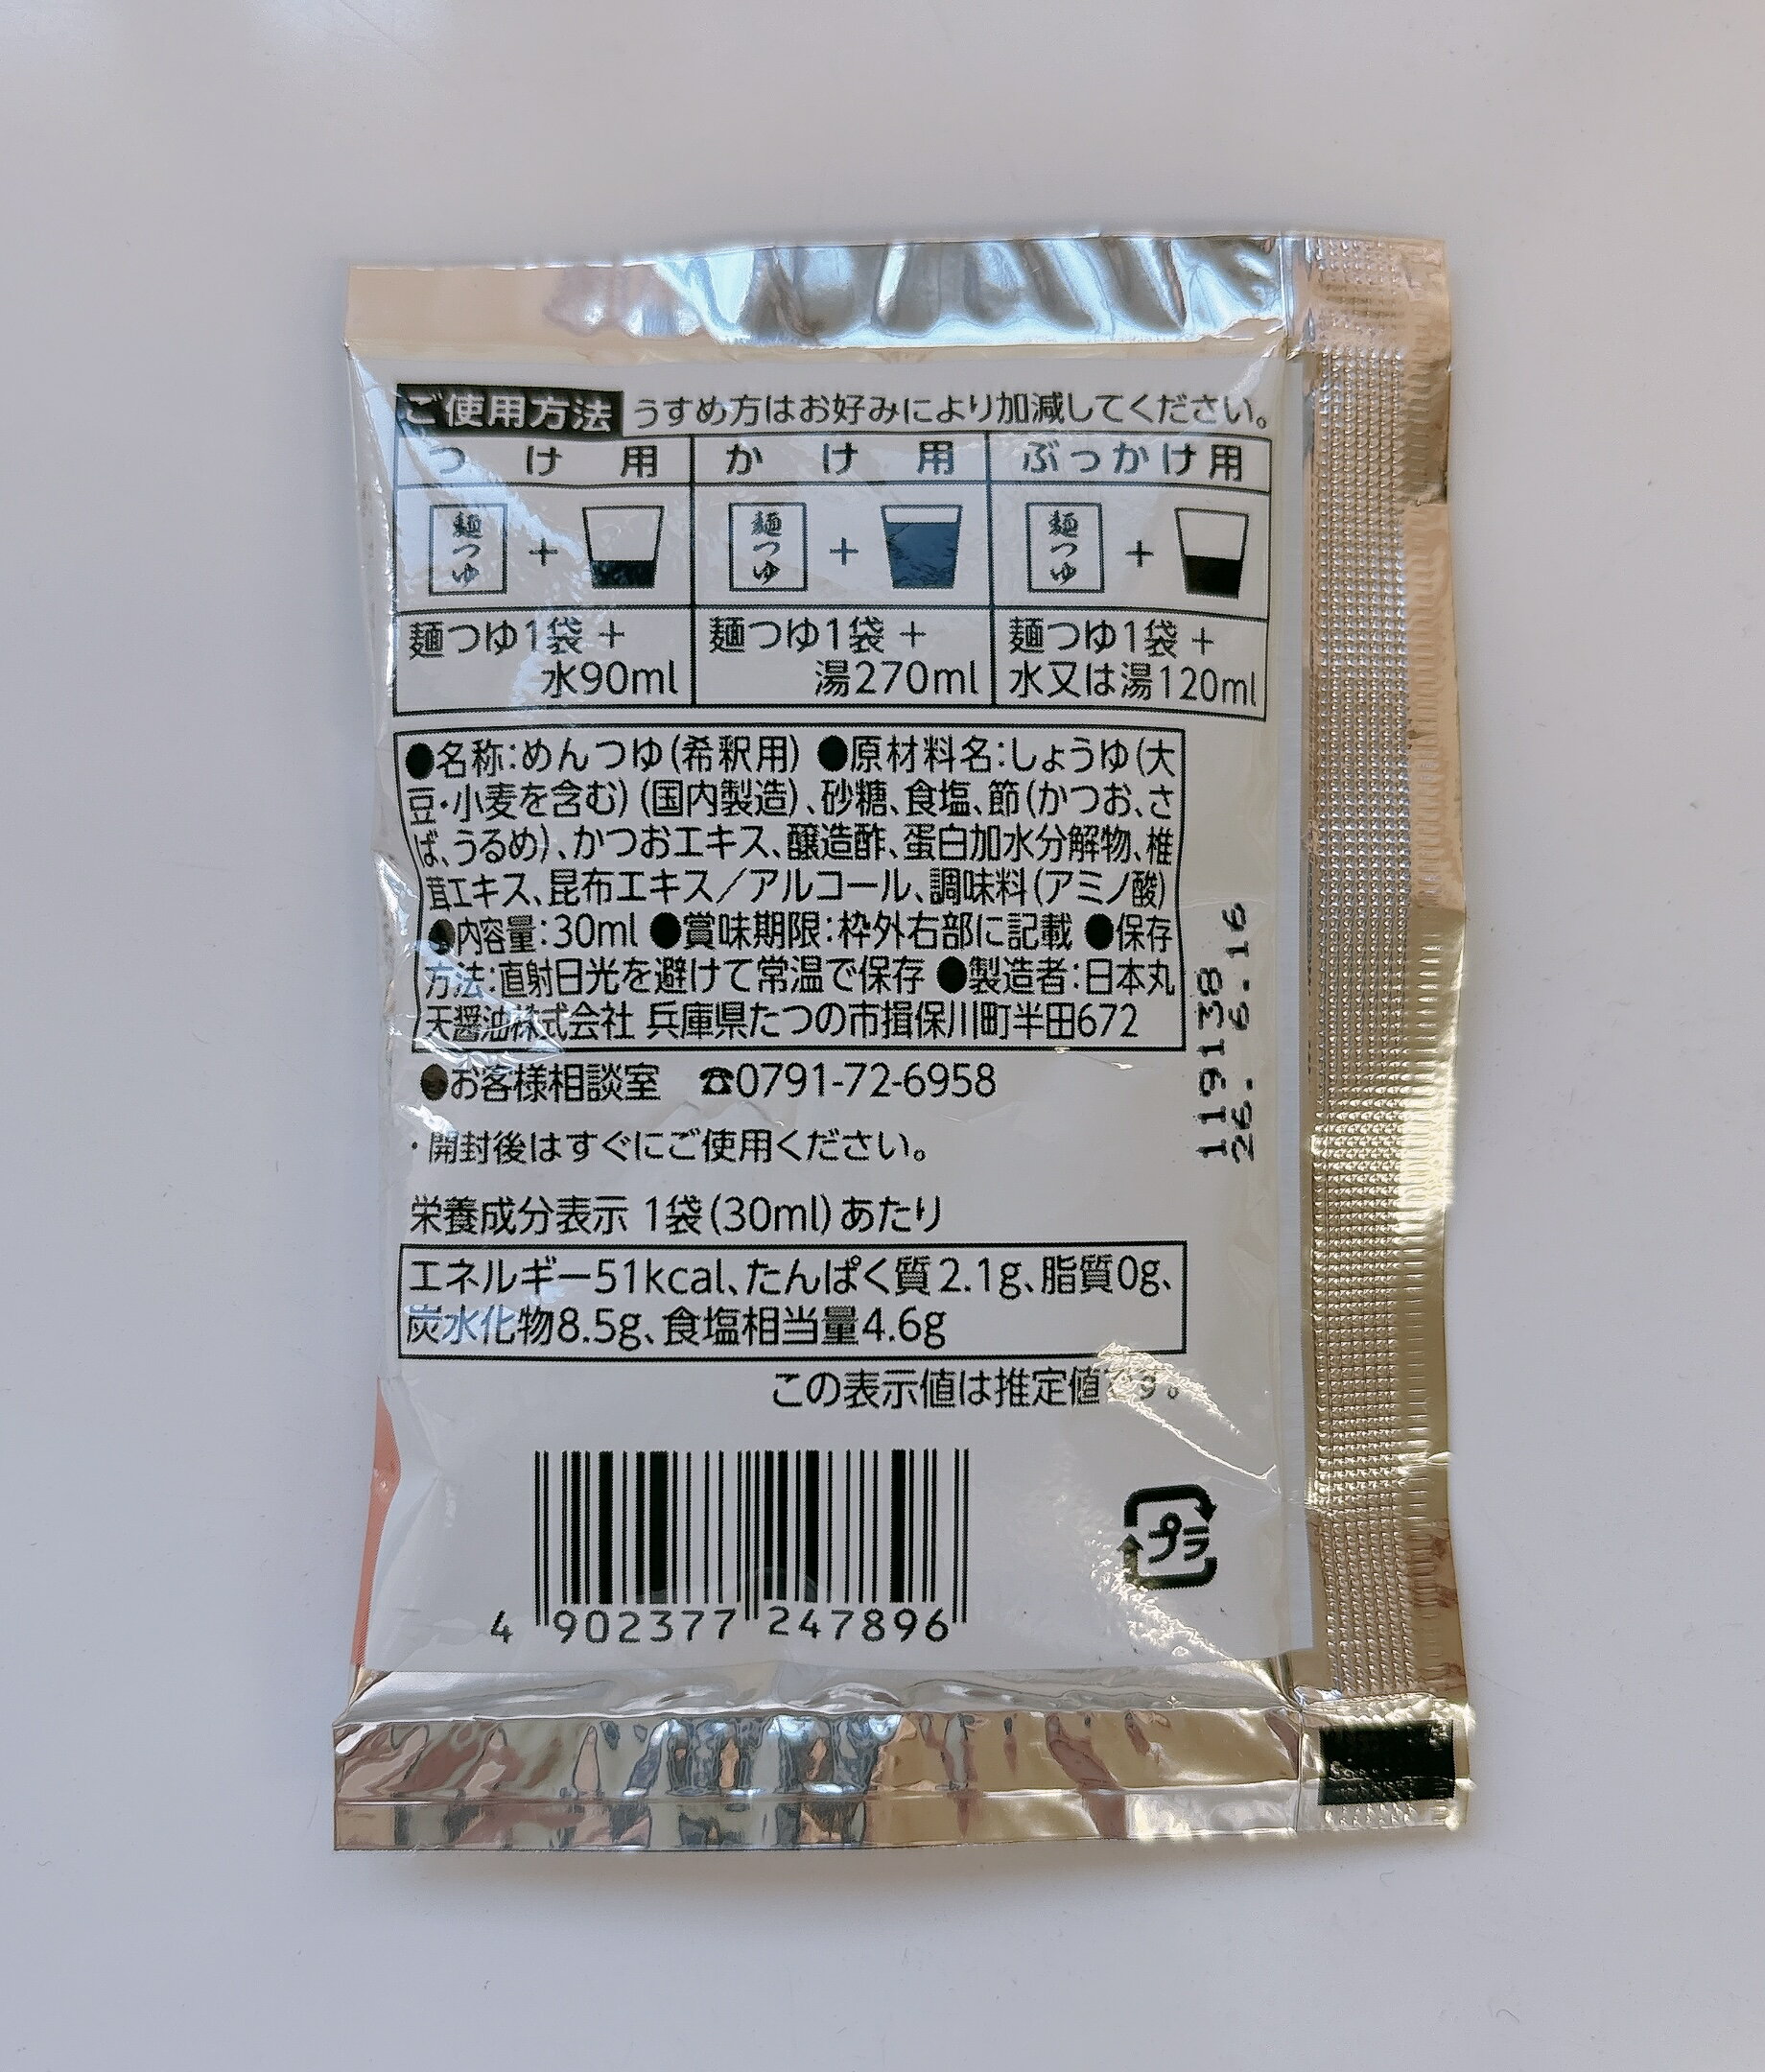 ご使用方法 うすめ方はお好みにより加減してください。
つけ用 かけ用 ぶっかけ用
麺つゆ + 麺つゆ + 麺つゆ +
麺つゆ1袋+ 麺つゆ1袋+ 麺つゆ1袋+
水90ml 湯270ml 水又は湯120ml
●名称:めんつゆ(希釈用) ●原材料名:しょうゆ(大
豆・小麦を含む)(国内製造)、砂糖、食塩、節(かつお、さ
ば、うるめ)、かつおエキス、醸造酢、蛋白加水分解物、椎
茸エキス、昆布エキス/アルコール、調味料(アミノ酸)
●内容量:30ml ●賞味期限:枠外右部に記載 ●保存
方法:直射日光を避けて常温で保存 ●製造者:日本丸
天醤油株式会社 兵庫県たつの市揖保川町半田672
●お客様相談室 ☎0791-72-6958
・開封後はすぐにご使用ください。
栄養成分表示 1袋(30ml)あたり
エネルギー51kcal、たんぱく質2.1g、脂質0g、
炭水化物8.5g、食塩相当量4.6g
この表示値は推定値です。
4 902377 247896
プラ
119138
26. 6.16